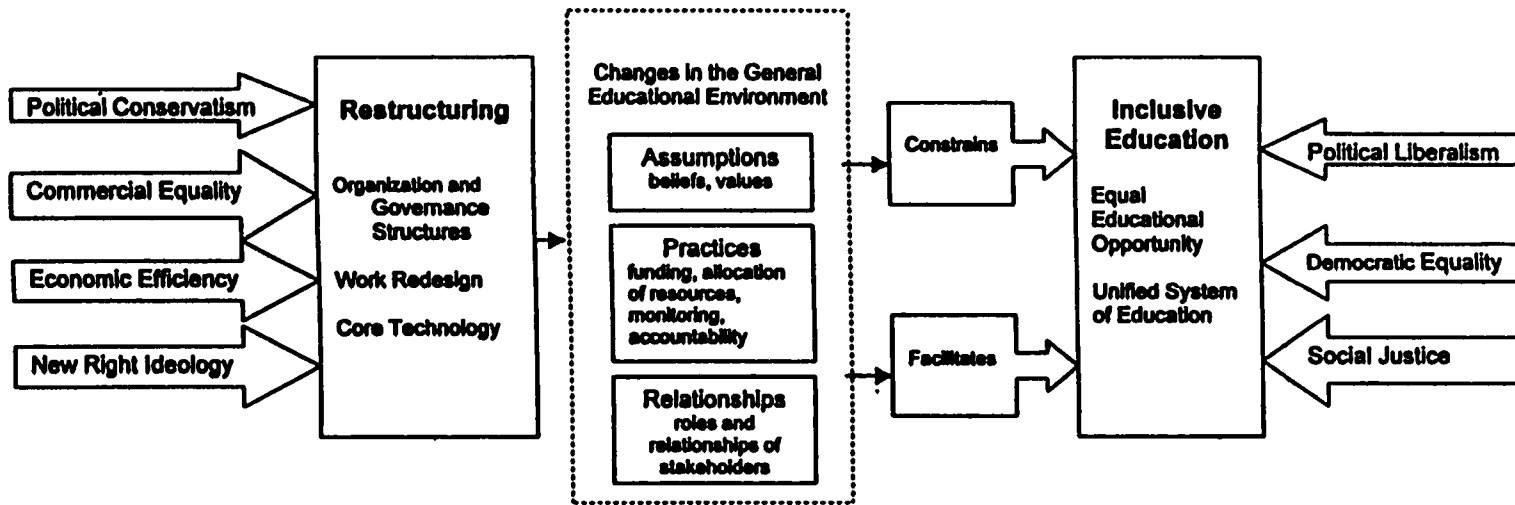 Political Conservatism
Commercial Equality
Economic Efficiency
New Right Ideology
Restructuring
Organization and
Governance
Structures
Work Redesign
Core Technology
Changes in the General
Educational Environment
Assumptions
beliefs, values
Practices
funding, allocation
of resources,
monitoring,
accountability
Relationships
roles and
relationships of
stakeholders
Constrains
Facilitates
Inclusive
Education
Equal
Educational
Opportunity
Unified System
of Education
Political Liberalism
Democratic Equality
Social Justice